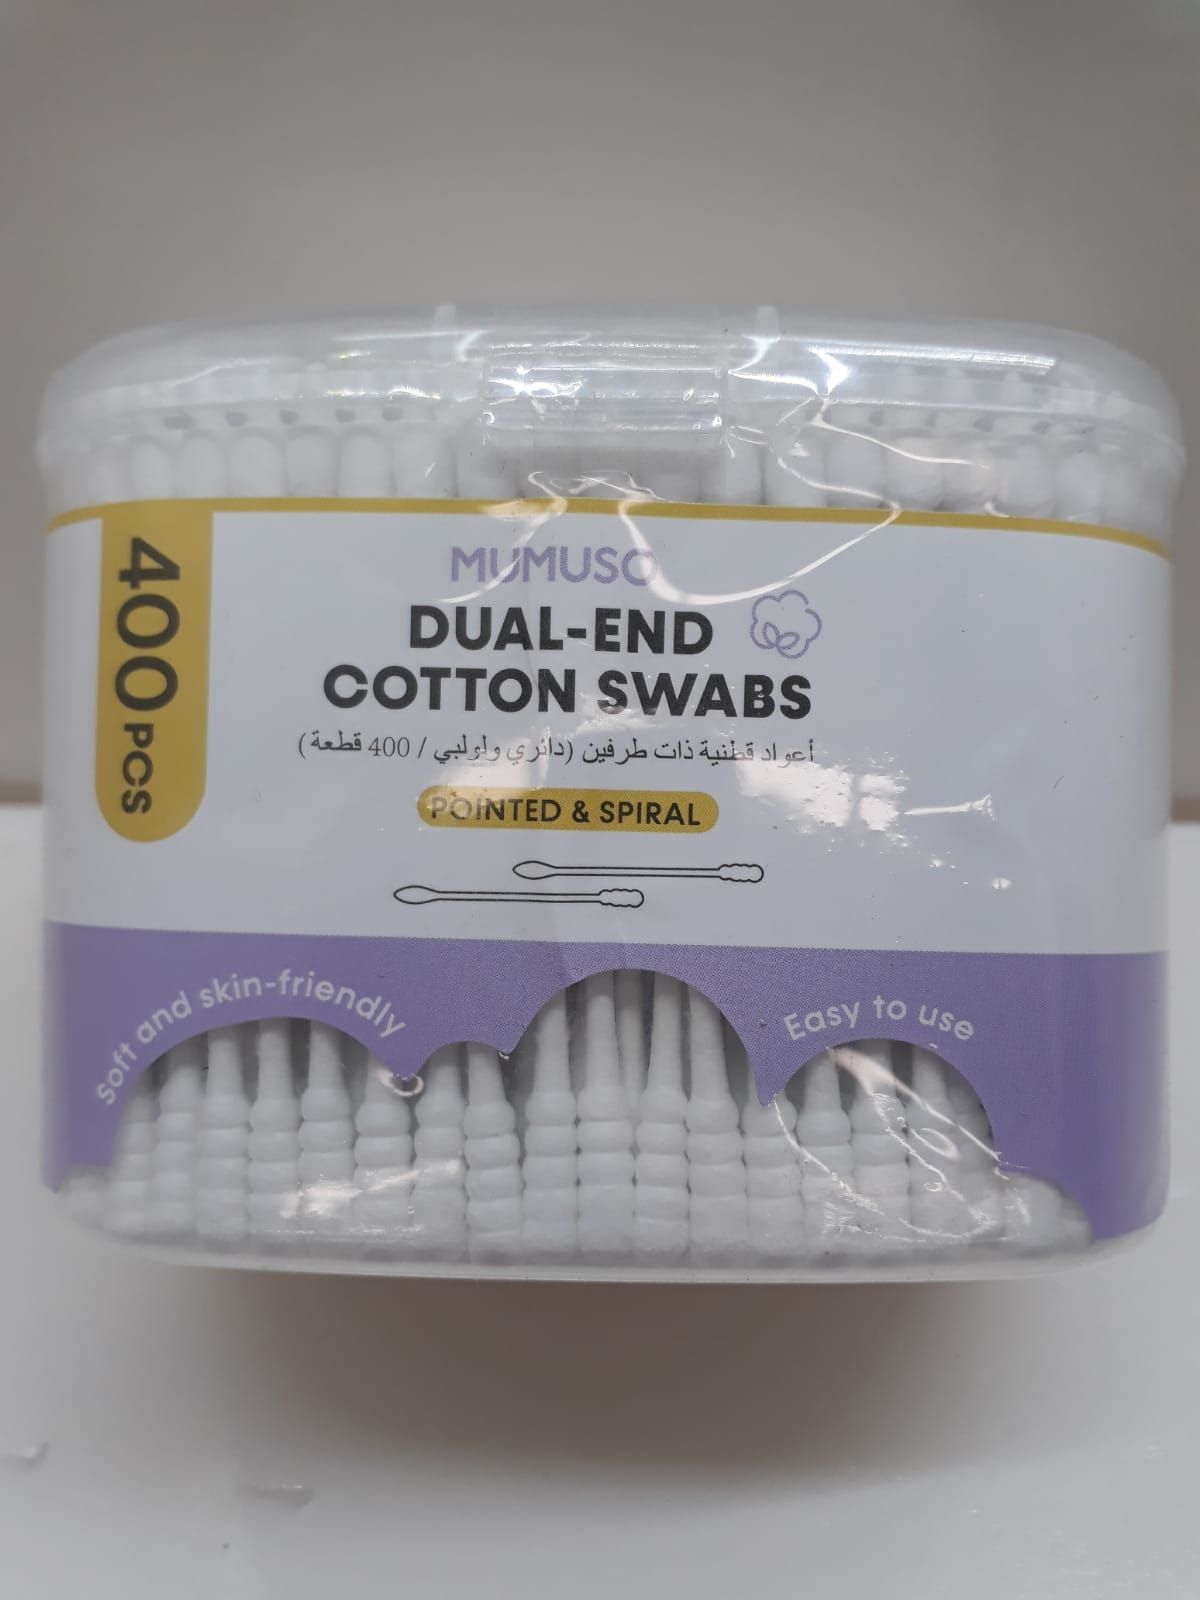 400 PCS
MUMUSO
DUAL-END
COTTON SWABS
أعواد قطنية ذات طرفين (دائري ولولبي / 400 قطعة)
POINTED & SPIRAL
Soft and skin-friendly
Easy to use